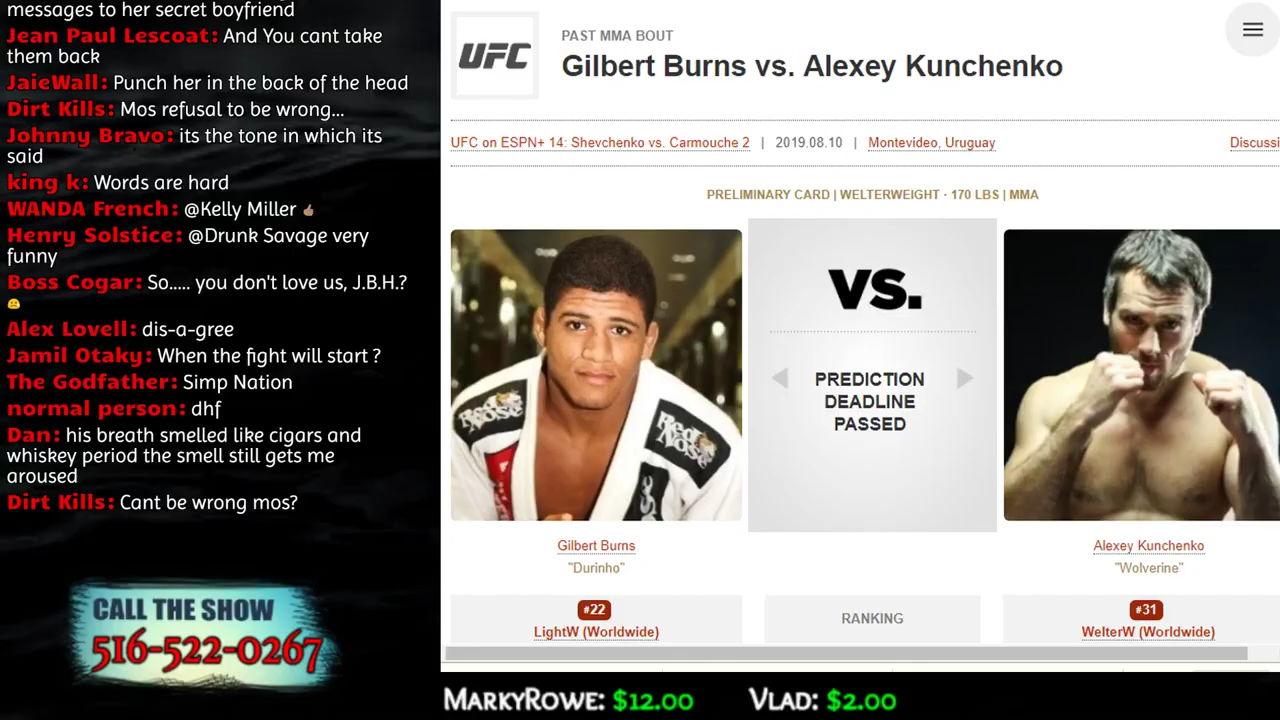 messages to her secret boyfriend
Jean Paul Lescoat: And You cant take
them back
JaieWall: Punch her in the back of the head
Dirt Kills: Mos refusal to be wrong...
Johnny Bravo: its the tone in which its
said
king k: Words are hard
WANDA French: @Kelly Miller 👍🏽
Henry Solstice: @Drunk Savage very
funny
Boss Cogar: So..... you don't love us, J.B.H.?
Alex Lovell: dis-a-gree
Jamil Otaky: When the fight will start ?
The Godfather: Simp Nation
normal person: dhf
Dan: his breath smelled like cigars and
whiskey period the smell still gets me
aroused
Dirt Kills: Cant be wrong mos?
CALL THE SHOW
516-522-0267
UFC
PAST MMA BOUT
Gilbert Burns vs. Alexey Kunchenko
UFC on ESPN+ 14: Shevchenko vs. Carmouche 2 | 2019.08.10 | Montevideo, Uruguay Discussi
PRELIMINARY CARD | WELTERWEIGHT · 170 LBS | MMA
Red Nose
Red Nose
VS.
PREDICTION
DEADLINE
PASSED
Gilbert Burns
"Durinho"
Alexey Kunchenko
"Wolverine"
#22
LightW (Worldwide)
RANKING
#31
WelterW (Worldwide)
MarkyRowe: $12.00 Vlad: $2.00